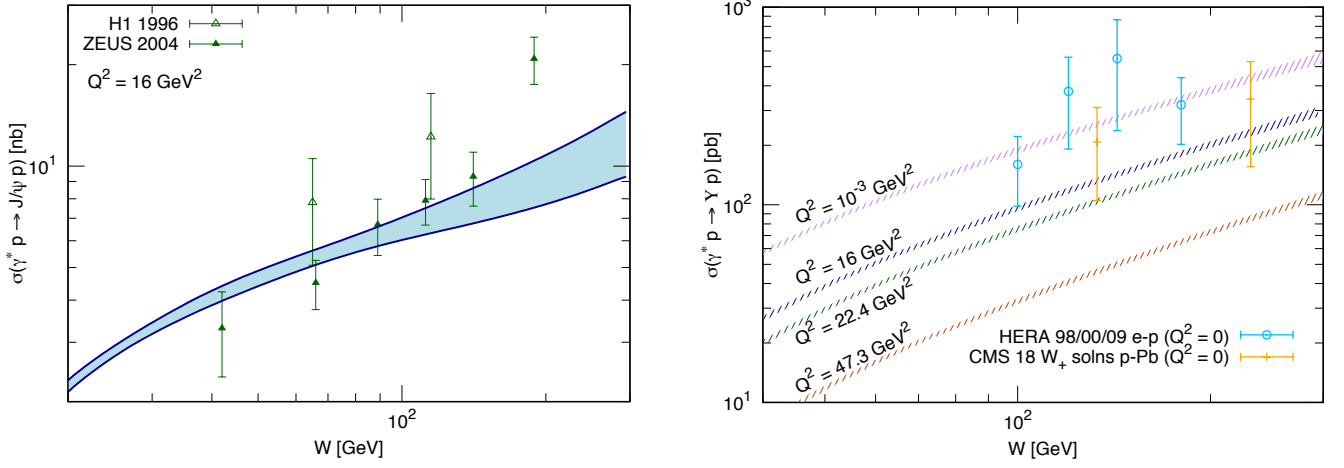 H1 1996
ZEUS 2004
Q² = 16 GeV²
10¹
σ(γ* p → J/ψ p)) [nb]
10²
W [GeV]
10³
10²
10¹
σ(γ* p → Υ p)) [pb]
Q² = 10⁻³ GeV²
Q² = 16 GeV²
Q² = 22.4 GeV²
Q² = 47.3 GeV²
HERA 98/00/09 e-p (Q² = 0)
CMS 18 W₊ solns p-Pb (Q² = 0)
10²
W [GeV]